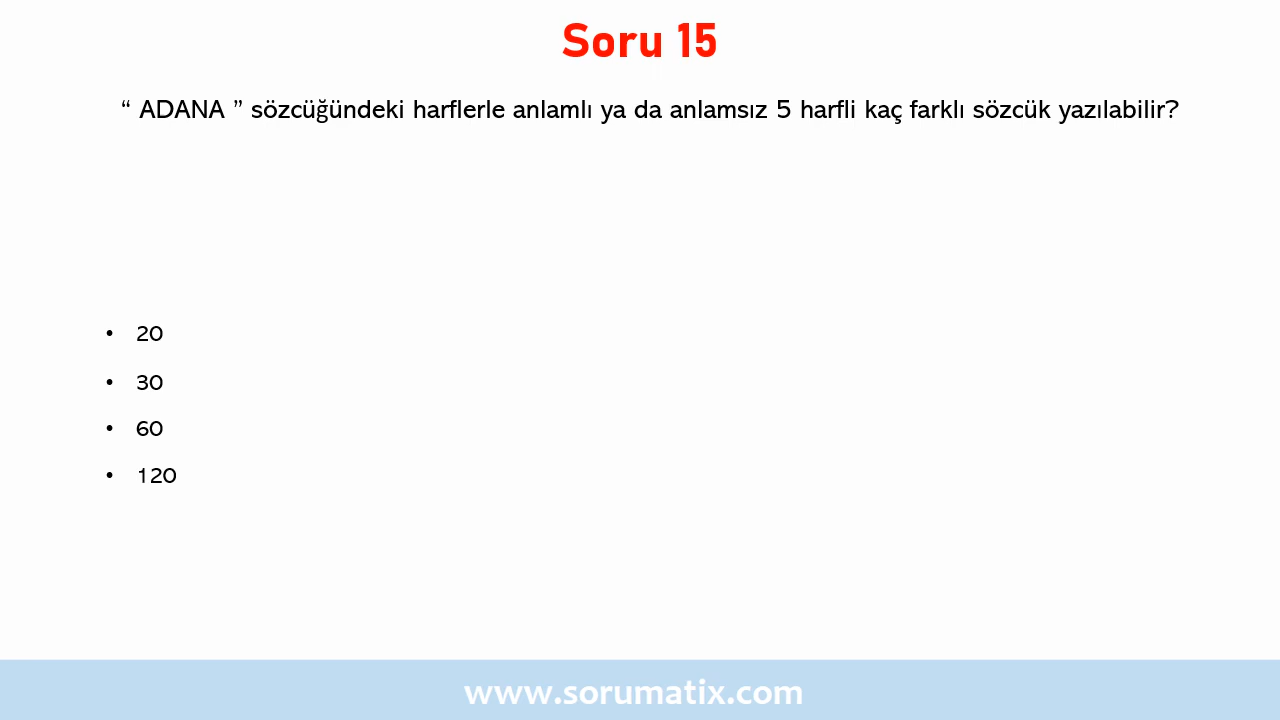 Soru 15
“ ADANA ” sözcüğündeki harflerle anlamlı ya da anlamsız 5 harfli kaç farklı sözcük yazılabilir?
• 20
• 30
• 60
• 120
www.sorumatix.com